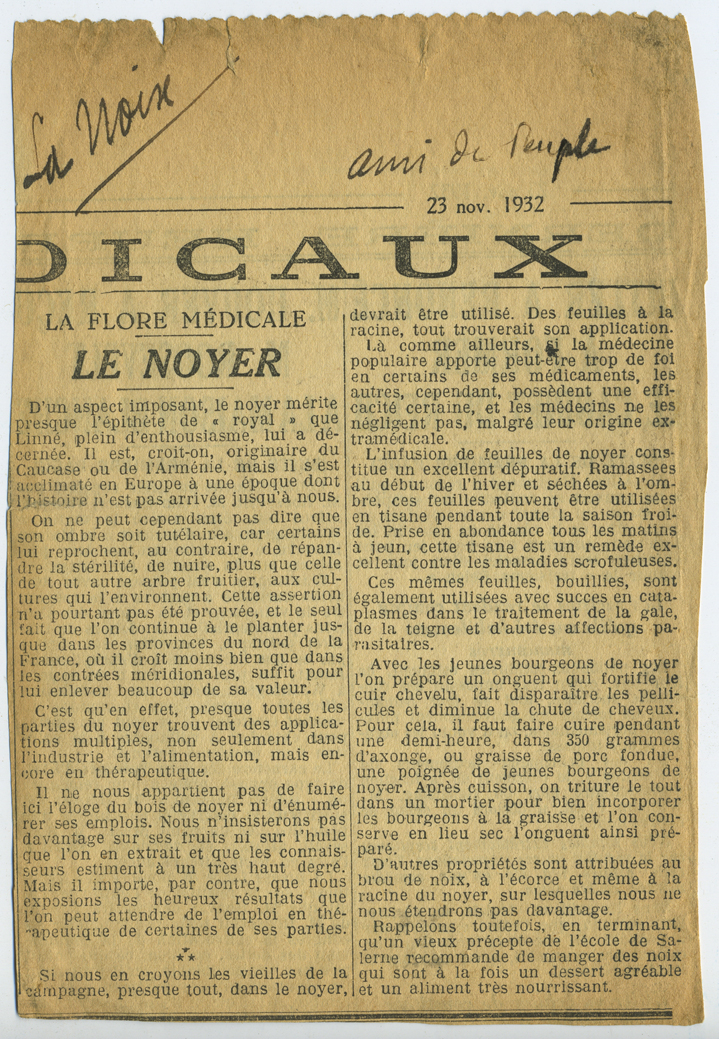 La Noix
ami du Peuple
23 nov. 1932
DICAUX
LA FLORE MÉDICALE
LE NOYER
D'un aspect imposant, le noyer mérite
presque l'épithète de « royal » que
Linné, plein d'enthousiasme, lui a dé-
cernée. Il est, croit-on, originaire du
Caucase ou de l'Arménie, mais il s'est
acclimaté en Europe à une époque dont
l'histoire n'est pas arrivée jusqu'à nous.
On ne peut cependant pas dire que
son ombre soit tutélaire, car certains
lui reprochent, au contraire, de répan-
dre la stérilité, de nuire, plus que celle
de tout autre arbre fruitier, aux cul-
tures qui l'environnent. Cette assertion
n'a pourtant pas été prouvée, et le seul
fait que l'on continue à le planter jus-
que dans les provinces du nord de la
France, où il croît moins bien que dans
les contrées méridionales, suffit pour
lui enlever beaucoup de sa valeur.
C'est qu'en effet, presque toutes les
parties du noyer trouvent des applica-
tions multiples, non seulement dans
l'industrie et l'alimentation, mais en-
core en thérapeutique.
Il ne nous appartient pas de faire
ici l'éloge du bois de noyer ni d'énumé-
rer ses emplois. Nous n'insisterons pas
davantage sur ses fruits ni sur l'huile
que l'on en extrait et que les connais-
seurs estiment à un très haut degré.
Mais il importe, par contre, que nous
exposions les heureux résultats que
l'on peut attendre de l'emploi en thé-
rapeutique de certaines de ses parties.
Si nous en croyons les vieilles de la
campagne, presque tout, dans le noyer,
devrait être utilisé. Des feuilles à la
racine, tout trouverait son application.
Là comme ailleurs, si la médecine
populaire apporte peut-être trop de foi
en certains de ses médicaments, les
autres, cependant, possèdent une effi-
cacité certaine, et les médecins ne les
négligent pas, malgré leur origine ex-
tramédicale.
L'infusion de feuilles de noyer cons-
titue un excellent dépuratif. Ramassees
au début de l'hiver et séchées à l'om-
bre, ces feuilles peuvent être utilisées
en tisane pendant toute la saison froi-
de. Prise en abondance tous les matins
à jeun, cette tisane est un remède ex-
cellent contre les maladies scrofuleuses.
Ces mêmes feuilles, bouillies, sont
également utilisées avec succes en cata-
plasmes dans le traitement de la gale,
de la teigne et d'autres affections pa-
rasitaires.
Avec les jeunes bourgeons de noyer
l'on prépare un onguent qui fortifie le
cuir chevelu, fait disparaître les pelli-
cules et diminue la chute de cheveux.
Pour cela, il faut faire cuire pendant
une demi-heure, dans 350 grammes
d'axonge, ou graisse de porc fondue,
une poignée de jeunes bourgeons de
noyer. Après cuisson, on triture le tout
dans un mortier pour bien incorporer
les bourgeons à la graisse et l'on con-
serve en lieu sec l'onguent ainsi pré-
paré.
D'autres propriétés sont attribuées au
brou de noix, à l'écorce et même à la
racine du noyer, sur lesquelles nous ne
nous étendrons pas davantage.
Rappelons toutefois, en terminant,
qu'un vieux précepte de l'école de Sa-
lerne recommande de manger des noix
qui sont à la fois un dessert agréable
et un aliment très nourrissant.